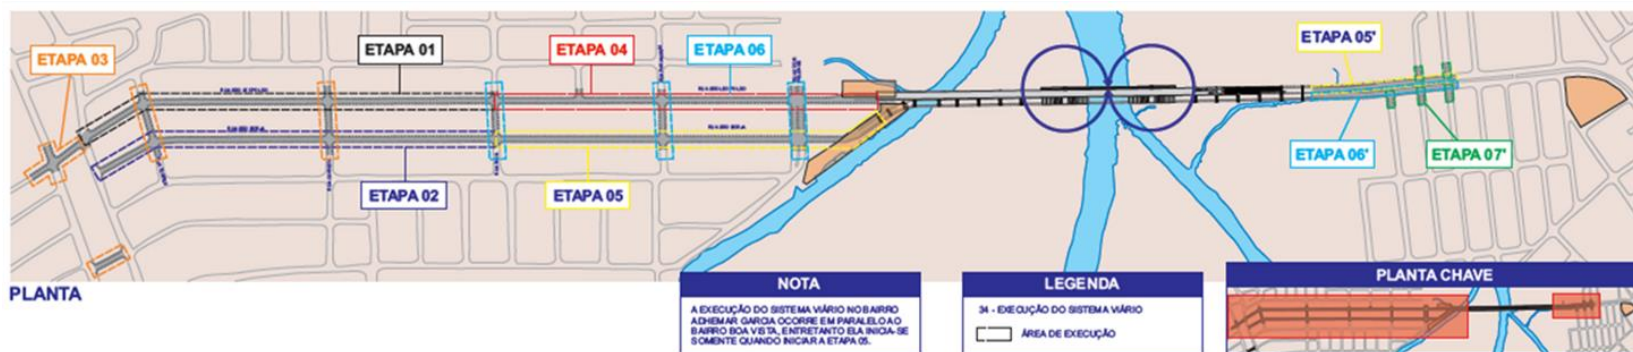 ETAPA 03
ETAPA 01
ETAPA 04
ETAPA 06
ETAPA 05'
ETAPA 02
ETAPA 05
ETAPA 06'
ETAPA 07'
PLANTA
NOTA
A EXECUÇÃO DO SISTEMA VIÁRIO NO BAIRRO
ADHEMAR GARCIA OCORRE EM PARALELO AO
BAIRRO BOA VISTA, ENTRETANTO ELA INICIA-SE
SOMENTE QUANDO INICIAR A ETAPA 05.
LEGENDA
34 - EXECUÇÃO DO SISTEMA VIÁRIO
ÁREA DE EXECUÇÃO
PLANTA CHAVE